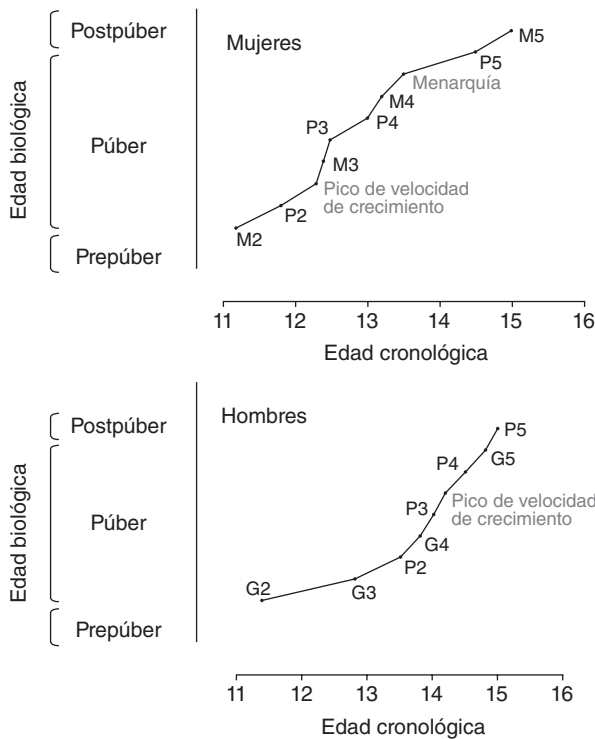 Postpúber
Mujeres
M5
P5
Menarquía
M4
P4
P3
Púber
M3
Pico de velocidad
de crecimiento
P2
M2
Prepúber
Edad biológica
11 12 13 14 15 16
Edad cronológica
Hombres
Postpúber
P5
G5
P4
Pico de velocidad
de crecimiento
P3
Púber
G4
P2
G2
G3
Prepúber
Edad biológica
11 12 13 14 15 16
Edad cronológica